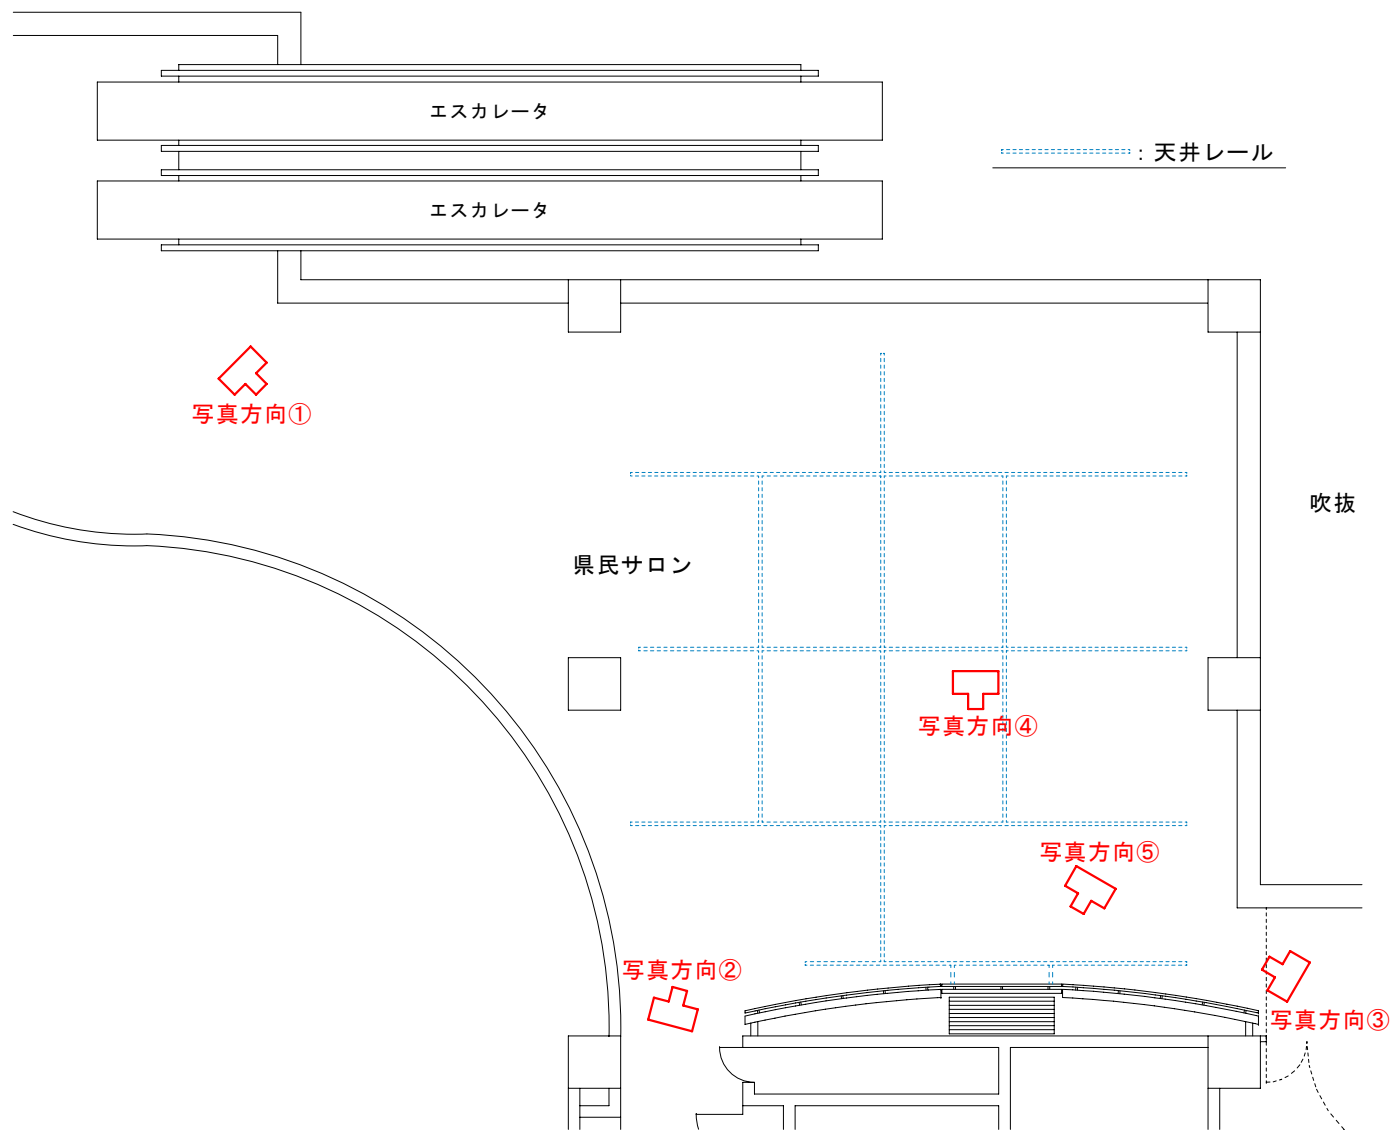 エスカレータ
：天井レール
エスカレータ
写真方向①
吹抜
県民サロン
写真方向④
写真方向⑤
写真方向②
写真方向③